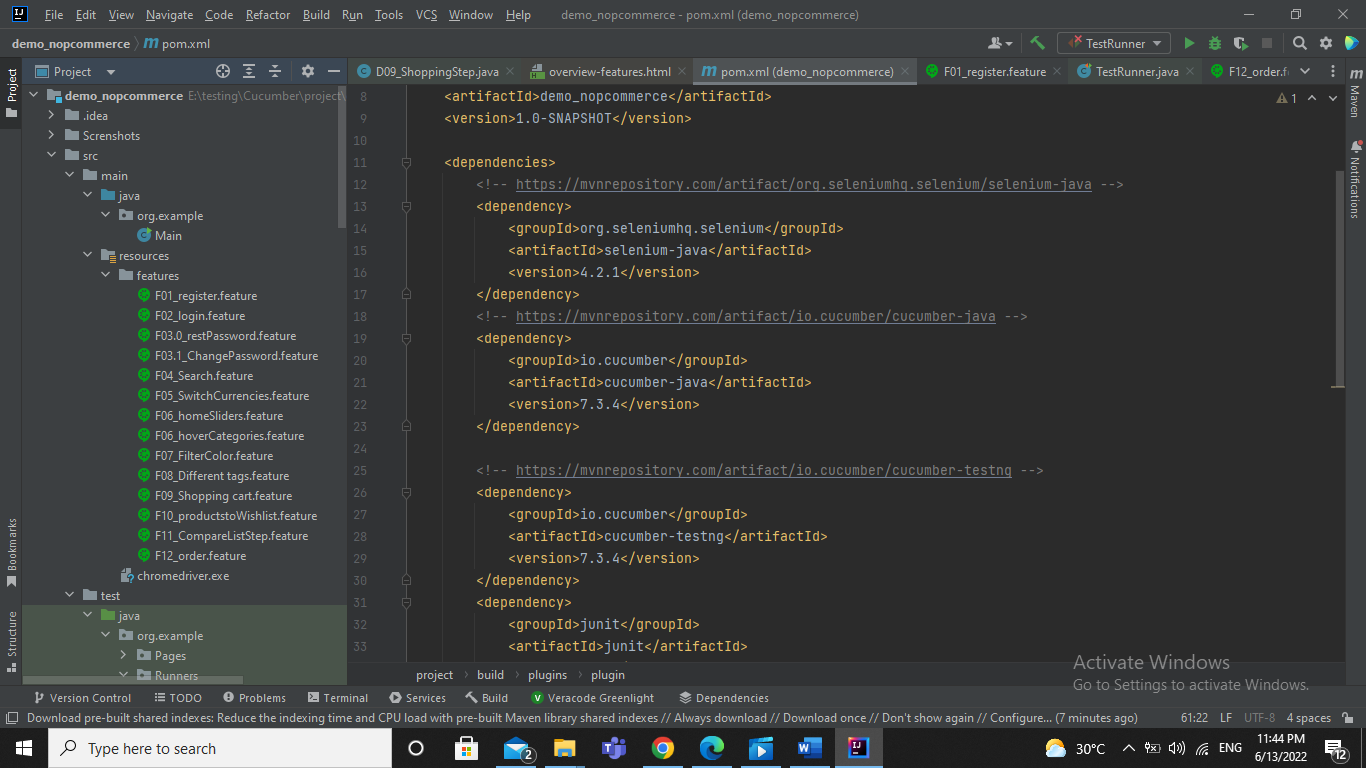 File Edit View Navigate Code Refactor Build Run Tools VCS Window Help demo_nopcommerce - pom.xml (demo_nopcommerce)
demo_nopcommerce pom.xml TestRunner
Project D09_ShoppingStep.java overview-features.html pom.xml (demo_nopcommerce) F01_register.feature TestRunner.java F12_order.f
Project
Bookmarks
Structure
demo_nopcommerce E:\testing\Cucumber\project\
.idea
Screnshots
src
main
java
org.example
Main
resources
features
F01_register.feature
F02_login.feature
F03.0_restPassword.feature
F03.1_ChangePassword.feature
F04_Search.feature
F05_SwitchCurrencies.feature
F06_homeSliders.feature
F06_hoverCategories.feature
F07_FilterColor.feature
F08_Different tags.feature
F09_Shopping cart.feature
F10_productstoWishlist.feature
F11_CompareListStep.feature
F12_order.feature
chromedriver.exe
test
java
org.example
Pages
Runners
8 <artifactId>demo_nopcommerce</artifactId>
9 <version>1.0-SNAPSHOT</version>
10
11 <dependencies>
12 <!-- https://mvnrepository.com/artifact/org.seleniumhq.selenium/selenium-java -->
13 <dependency>
14 <groupId>org.seleniumhq.selenium</groupId>
15 <artifactId>selenium-java</artifactId>
16 <version>4.2.1</version>
17 </dependency>
18 <!-- https://mvnrepository.com/artifact/io.cucumber/cucumber-java -->
19 <dependency>
20 <groupId>io.cucumber</groupId>
21 <artifactId>cucumber-java</artifactId>
22 <version>7.3.4</version>
23 </dependency>
24
25 <!-- https://mvnrepository.com/artifact/io.cucumber/cucumber-testng -->
26 <dependency>
27 <groupId>io.cucumber</groupId>
28 <artifactId>cucumber-testng</artifactId>
29 <version>7.3.4</version>
30 </dependency>
31 <dependency>
32 <groupId>junit</groupId>
33 <artifactId>junit</artifactId>
1
Maven
Notifications
Activate Windows
Go to Settings to activate Windows.
project build plugins plugin
Version Control TODO Problems Terminal Services Build Veracode Greenlight Dependencies
Download pre-built shared indexes: Reduce the indexing time and CPU load with pre-built Maven library shared indexes // Always download // Download once // Don't show again // Configure... (7 minutes ago) 61:22 LF UTF-8 4 spaces
Type here to search 2 30°C ENG 11:44 PM
6/13/2022 12